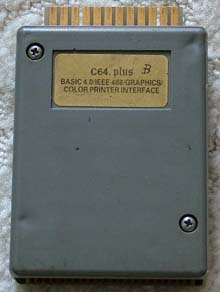 C64. plus B
BASIC 4.0/IEEE 488/GRAPHICS/
COLOR PRINTER INTERFACE